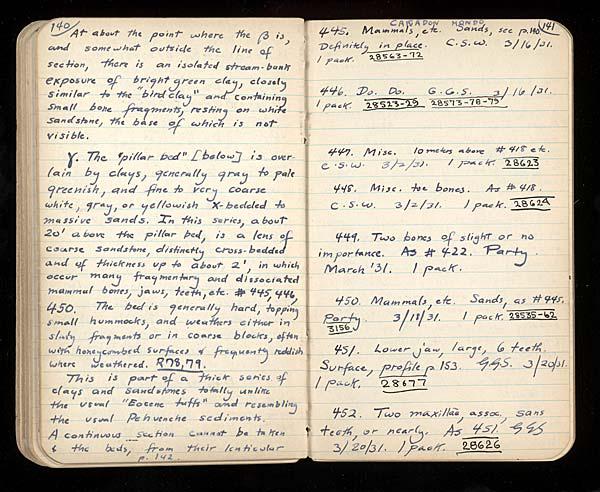 140
At about the point where the β is,
and somewhat outside the line of
section, there is an isolated stream-bank
exposure of bright green clay, closely
similar to the "bird clay" and containing
small bone fragments, resting on white
sandstone, the base of which is not
visible.
γ. The "pillar bed" [below] is over-
lain by clays, generally gray to pale
greenish, and fine to very coarse
white, gray, or yellowish x-bedded to
massive sands. In this series, about
20' above the pillar bed, is a lens of
coarse sandstone, distinctly cross-bedded
and of thickness up to about 2', in which
occur many fragmentary and dissociated
mammal bones, jaws, teeth, etc. # 445, 446,
450. The bed is generally hard, topping
small hummocks, and weathers either in
slaty fragments or in coarse blocks, often
with honeycombed surfaces & frequently reddish
where weathered. R78,79.
This is part of a thick series of
clays and sandstones totally unlike
the usual "Eocene tuffs" and resembling
the usual Pehuenche sediments.
A continuous section cannot be taken
& the beds, from their lenticular
p. 142
CAÑADON HONDO
141
445. Mammals, etc. Sands, see p.140
Definitely in place. C.S.W. 3/16/31.
1 pack. 28563-72
446. Do. Do. G.G.S. 3/16/31.
1 pack. 28523-29 28573-78-79
447. Misc. 10 meters above # 418 etc.
C.S.W. 3/2/31. 1 pack. 28623
448. Misc. toe bones. As # 418.
C.S.W. 3/2/31. 1 pack. 28624
449. Two bones of slight or no
importance. As # 422. Party.
March '31. 1 pack.
450. Mammals, etc. Sands, as # 445.
Party. 3/18/31. 1 pack. 28535-62
3156
451. Lower jaw, large, 6 teeth.
Surface, profile p. 153. GGS. 3/20/31.
1 pack. 28677
452. Two maxillae, assoc., sans
teeth, or nearly. As 451. GGS
3/20/31. 1 pack. 28626